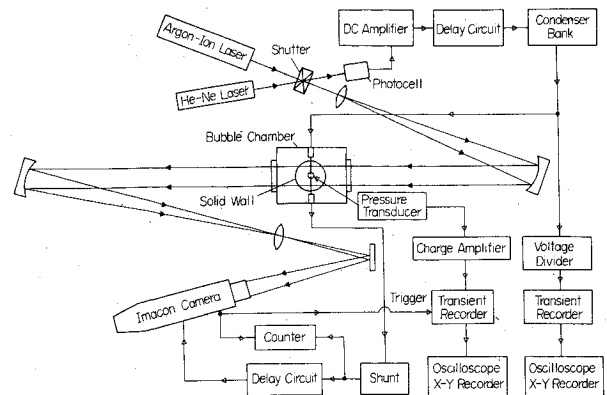 Argon-Ion Laser
Shutter
He-Ne Laser
DC Amplifier
Delay Circuit
Condenser
Bank
Photocell
Bubble Chamber
Solid Wall
Pressure
Transducer
Charge Amplifier
Voltage
Divider
Imacon Camera
Trigger
Transient
Recorder
Transient
Recorder
Counter
Delay Circuit
Shunt
Oscilloscope
X-Y Recorder
Oscilloscope
X-Y Recorder